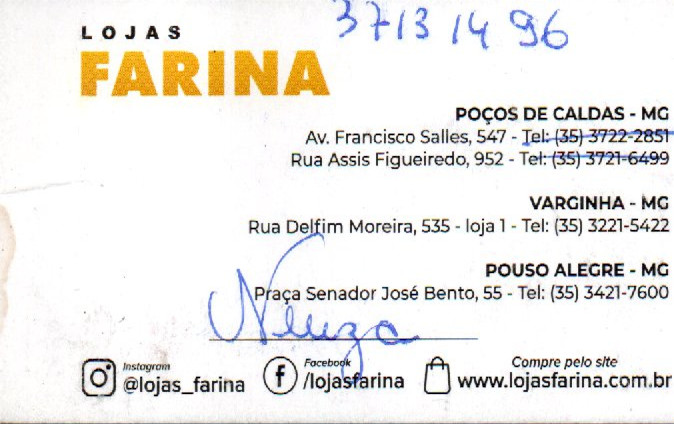 3713 14 96
LOJAS
FARINA
POÇOS DE CALDAS - MG
Av. Francisco Salles, 547 - Tel: (35) 3722-2851
Rua Assis Figueiredo, 952 - Tel: (35) 3721-6499
VARGINHA - MG
Rua Delfim Moreira, 535 - loja 1 - Tel: (35) 3221-5422
POUSO ALEGRE - MG
Praça Senador José Bento, 55 - Tel: (35) 3421-7600
Neuza
Instagram
@lojas_farina
Facebook
/lojasfarina
Compre pelo site
www.lojasfarina.com.br